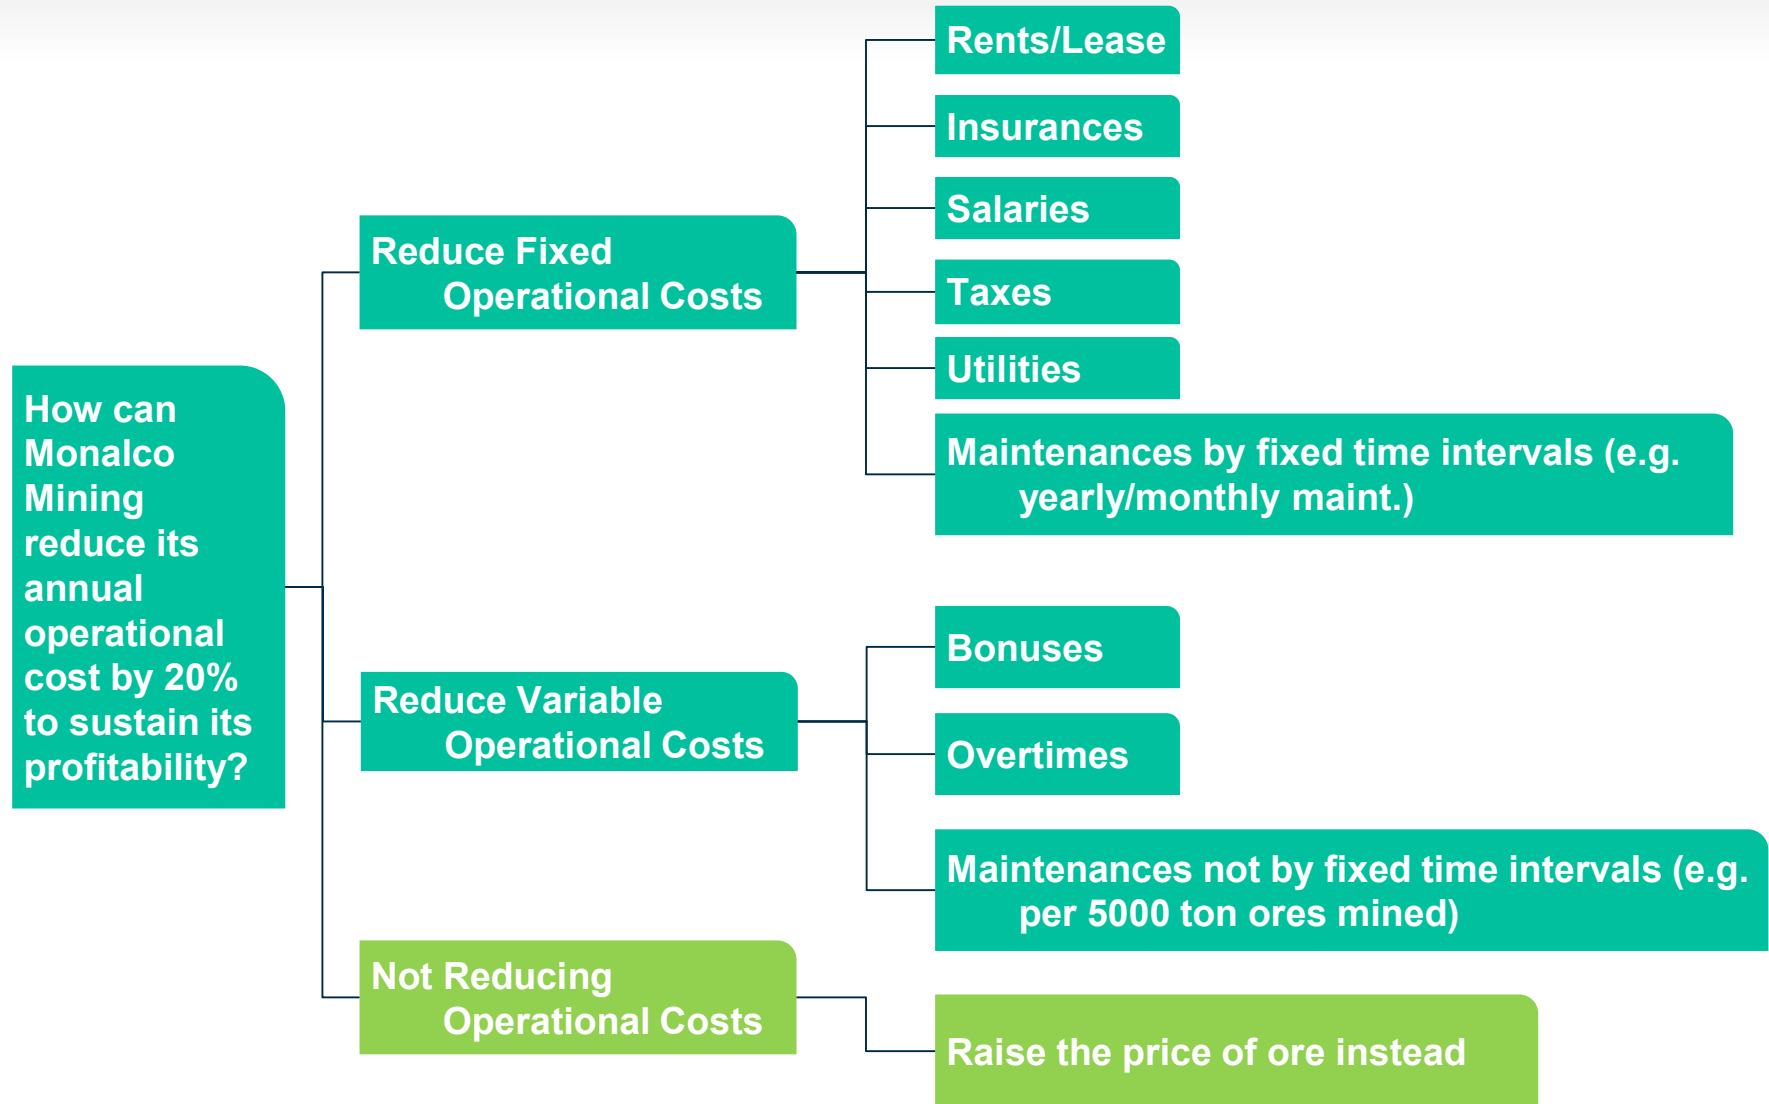 How can
Monalco
Mining
reduce its
annual
operational
cost by 20%
to sustain its
profitability?
Reduce Fixed
Operational Costs
Rents/Lease
Insurances
Salaries
Taxes
Utilities
Maintenances by fixed time intervals (e.g.
yearly/monthly maint.)
Reduce Variable
Operational Costs
Bonuses
Overtimes
Maintenances not by fixed time intervals (e.g.
per 5000 ton ores mined)
Not Reducing
Operational Costs
Raise the price of ore instead